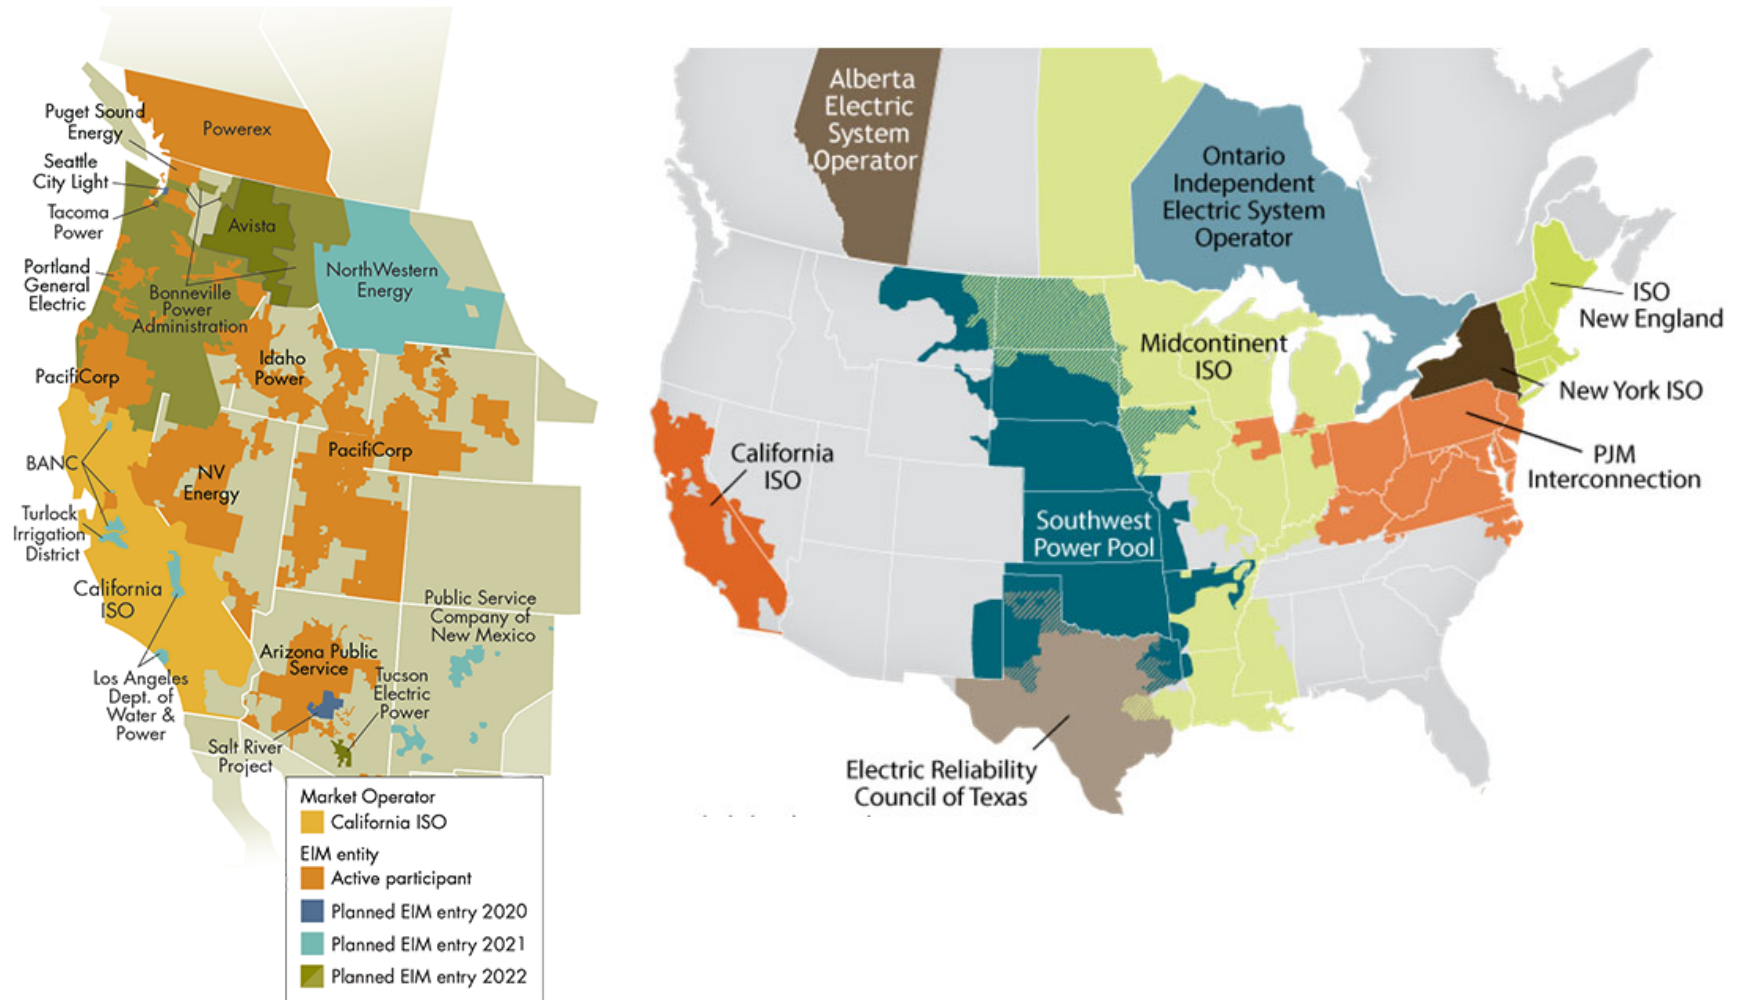 Puget Sound
Energy
Powerex
Seattle
City Light
Tacoma
Power
Avista
Portland
General
Electric
Bonneville
Power
Administration
NorthWestern
Energy
Idaho
Power
PacifiCorp
PacifiCorp
BANC
NV
Energy
Turlock
Irrigation
District
California
ISO
Public Service
Company of
New Mexico
Arizona Public
Service
Los Angeles
Dept. of
Water &
Power
Tucson
Electric
Power
Salt River
Project
Market Operator
California ISO
EIM entity
Active participant
Planned EIM entry 2020
Planned EIM entry 2021
Planned EIM entry 2022
Alberta
Electric
System
Operator
Ontario
Independent
Electric System
Operator
ISO
New England
Midcontinent
ISO
New York ISO
PJM
Interconnection
California
ISO
Southwest
Power Pool
Electric Reliability
Council of Texas